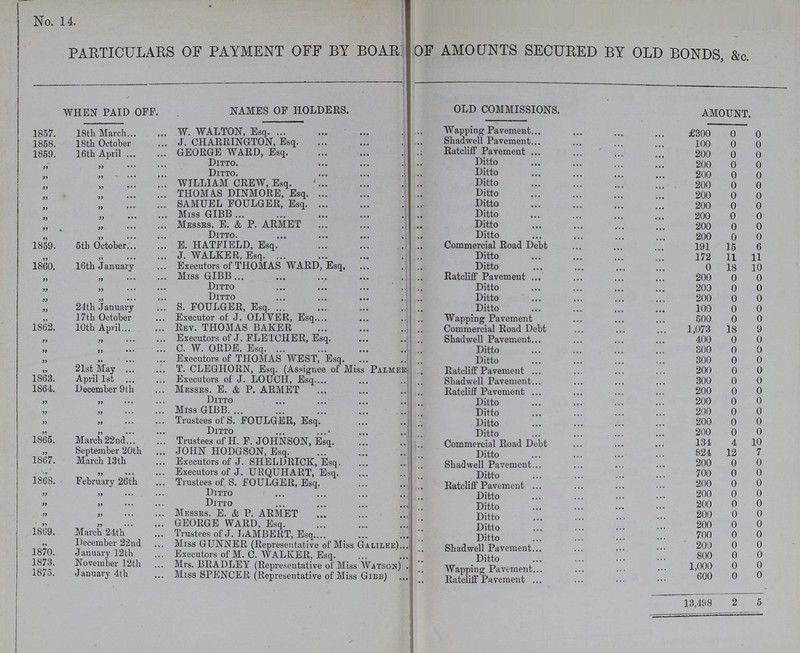 No. 14.
PARTICULARS OF PAYMENT OFF BY BOAR OF AMOUNTS SECURED BY OLD BONDS, &c.
WHEN PAID OFF. NAMES OF HOLDERS. OLD COMMISSIONS. AMOUNT.
1857. 18th March... ... W. WALTON, Esq. ... ... ... Wapping Pavement... ... ... ... £300 0 0
1858. 18th October ... J. CHARRINGTON, Esq. ... ... Shadwell Pavement... ... ... ... 100 0 0
1859. 16th April ... ... GEORGE WARD, Esq. ... ... Ratcliff Pavement ... ... ... ... 200 0 0
„ „ ... ... DITTO. ... ... Ditto ... ... ... ... 200 0 0
„ „ ... ... DITTO. ... ... Ditto ... ... ... ... 200 0 0
„ „ ... ... WILLIAM CREW, Esq. ... ... Ditto ... ... ... ... 200 0 0
„ „ ... ... THOMAS DINMORE, Esq. ... ... Ditto ... ... ... ... 200 0 0
„ „ ... ... SAMUEL FOULGER, Esq. ... ... Ditto ... ... ... ... 200 0 0
„ „ ... ... MISS GIBB ... ... ... ... Ditto ... ... ... ... 200 0 0
„ „ ... ... MESSRS. E. & P. ARMET ... ... Ditto ... ... ... ... 200 0 0
„ „ ... ... DITTO. ... ... Ditto ... ... ... ... 200 0 0
1859. 5th October... ... E. HATFIELD, Esq. ... ... Commercial Road Debt ... ... ... 191 15 6
„ „ ... ... J. WALKER, Esq. ... ... ... Ditto ... ... ... 172 11 11
1860. 16th January ... Executors of THOMAS WARD, Esq, ... Ditto ... ... ... ... 0 18 10
„ „ ... ... MISS GIBB ... ... ... ... Ratcliff Pavement ... ... ... ... 200 0 0
„ „ ... ... DITTO ... ... ... Ditto ... ... ... ... 200 0 0
„ „ ... ... DITTO ... ... ... Ditto ... ... ... ... 200 0 0
„ 24th January ... S. FOULGER, Esq. ... ... ... Ditto ... ... ... ... 100 0 0
„ 17th October ... Executor of J. OLIVER, Esq.... ... Wapping Pavement ... ... ... 600 0 0
1862. 10th April... ... REV. THOMAS BAKER ... ... Commercial Road Debt ... ... ... 1,073 18 9
„ „ ... ... Executors of J. FLETCHER, Esq. ... Shadwell Pavement... ... ... ... 400 0 0
„ „ ... ... C. W. ORDE, Esq. ... ... ... Ditto ... ... ... ... 300 0 0
„ „ ... ... Executors of THOMAS WEST, Esq. ... Ditto ... ... ... ... 300 0 0
„ 21st May ... ... T. CLEGHORN, Esq. (Assignee of Miss PALMER Ratcliff Pavement ... ... ... ... 200 0 0
1863. April 1st ... ... Executors of J. LOUCH, Esq.... ... Shadwell Pavement... ... ... ... 300 0 0
1864. December 9th ... MESSRS. E. & P. ARMET ... ... Ratcliff Pavement ... ... ... ... 200 0 0
„ „ ... ... DITTO ... ... ... Ditto ... ... ... ... 200 0 0
„ „ ... ... MISS GIBB. ... ... ... ... Ditto ... ... ... ... 200 0 0
„ „ ... ... Trustees of S. FOULGER, Esq. ... Ditto ... ... ... ... 200 0 0
„ „ ... ... DITTO ... ... Ditto ... ... ... ... 200 0 0
1865. March 22nd... ... Trustees of H. F. JOHNSON, Esq. ... Commercial Road Debt ... ... ... 134 4 10
„ September 20th ... JOHN HODGSON, Esq. ... ... Ditto ... ... ... 824 12 7
1867. March 13th ... Executors of J. SHELDRICK, Esq. ... Shadwell Pavement... ... ... ... 200 0 0
„ „ ... ... Executors of J. URQUHART, Esq. ... Ditto ... ... ... ... 700 0 0
1868. February 26th ... Trustees of S. FOULGER, Esq. ... Ratcliff Pavement ... ... ... ... 200 0 0
„ „ ... ... DITTO ... ... ... Ditto ... ... ... ... 200 0 0
„ „ ... ... DITTO ... ... ... Ditto ... ... ... ... 200 0 0
„ „ ... ... MESSRS. E. & P. ARMET ... ... Ditto ... ... ... ... 200 0 0
„ „ ... ... GEORGE WARD, Esq. ... ... Ditto ... ... ... ... 200 0 0
1869. March 24th ... Trustees of J. LAMBERT, Esq.... ... Ditto ... ... ... ... 700 0 0
„ December 22nd ... MISS GUNNER (Representative of Miss GALILEE)... Shadwell Pavement... ... ... ... 200 0 0
1870. January 12th ... Executors of M. C. WALKER, Esq. ... Ditto ... ... ... ... 800 0 0
1873. November 12th ... Mrs. BRADLEY (Representative of Miss WATSON) . Wapping Pavement... ... ... ... 1,000 0 0
1875. January 4th ... MISS SPENCER (Representative of Miss GIBB) ... Ratcliff Pavement ... ... ... ... 600 0 0
13,498 2 5